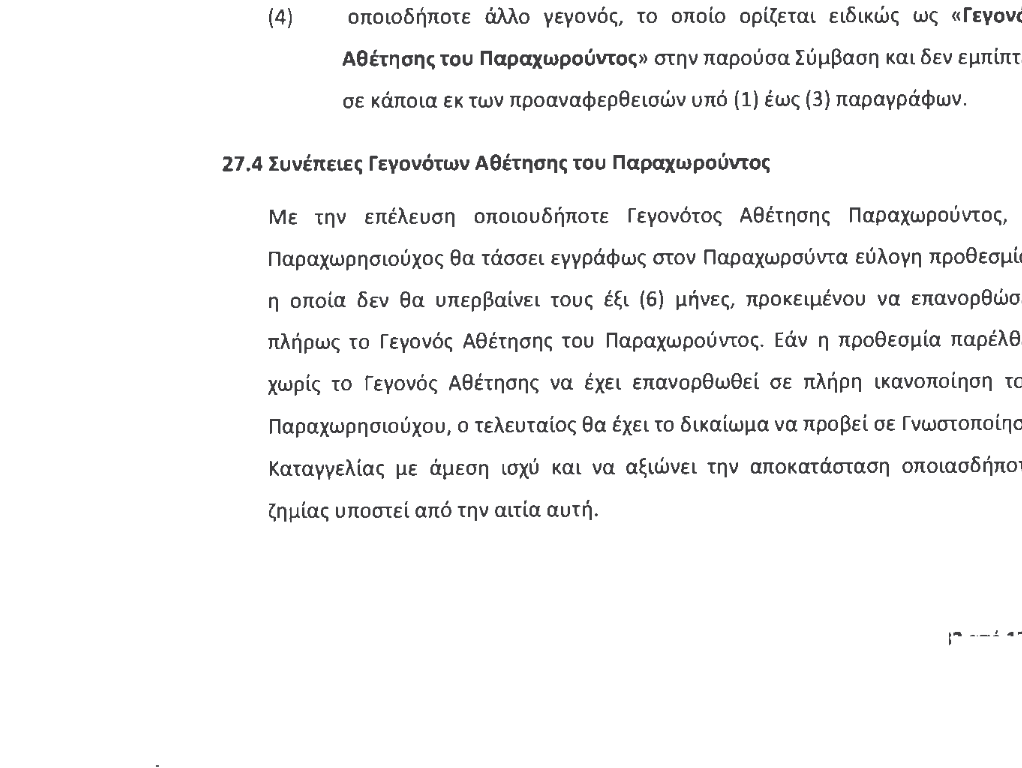 (4) οποιοδήποτε άλλο γεγονός, το οποίο ορίζεται ειδικώς ως «Γεγονό
Αθέτησης του Παραχωρούντος» στην παρούσα Σύμβαση και δεν εμπίπτ
σε κάποια εκ των προαναφερθεισών υπό (1) έως (3) παραγράφων.
27.4 Συνέπειες Γεγονότων Αθέτησης του Παραχωρούντος
Με την επέλευση οποιουδήποτε Γεγονότος Αθέτησης Παραχωρούντος,
Παραχωρησιούχος θα τάσσει εγγράφως στον Παραχωρούντα εύλογη προθεσμία
η οποία δεν θα υπερβαίνει τους έξι (6) μήνες, προκειμένου να επανορθώσε
πλήρως το Γεγονός Αθέτησης του Παραχωρούντος. Εάν η προθεσμία παρέλθε
χωρίς το Γεγονός Αθέτησης να έχει επανορθωθεί σε πλήρη ικανοποίηση το
Παραχωρησιούχου, ο τελευταίος θα έχει το δικαίωμα να προβεί σε Γνωστοποίησ
Καταγγελίας με άμεση ισχύ και να αξιώνει την αποκατάσταση οποιασδήποτ
ζημίας υποστεί από την αιτία αυτή.